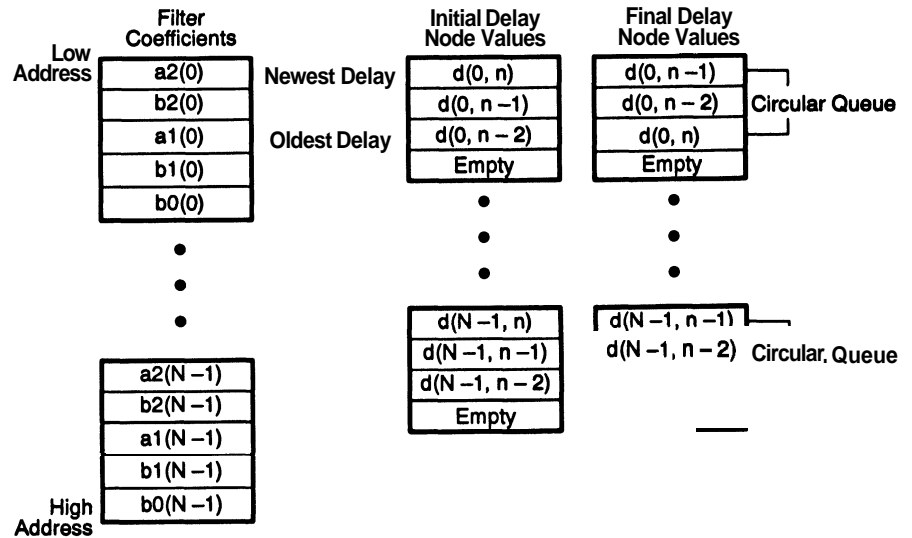 Filter
Coefficients
Initial Delay
Node Values
Final Delay
Node Values
Low
Address
a2(0)
b2(0)
a1(0)
b1(0)
b0(0)
Newest Delay
Oldest Delay
d(0, n)
d(0, n –1)
d(0, n – 2)
Empty
d(0, n –1)
d(0, n – 2)
d(0, n)
Empty
Circular Queue
a2(N –1)
b2(N –1)
a1(N –1)
b1(N –1)
b0(N –1)
High
Address
d(N –1, n)
d(N –1, n –1)
d(N –1, n – 2)
Empty
d(N –1, n –1)
d(N –1, n – 2)
Circular. Queue